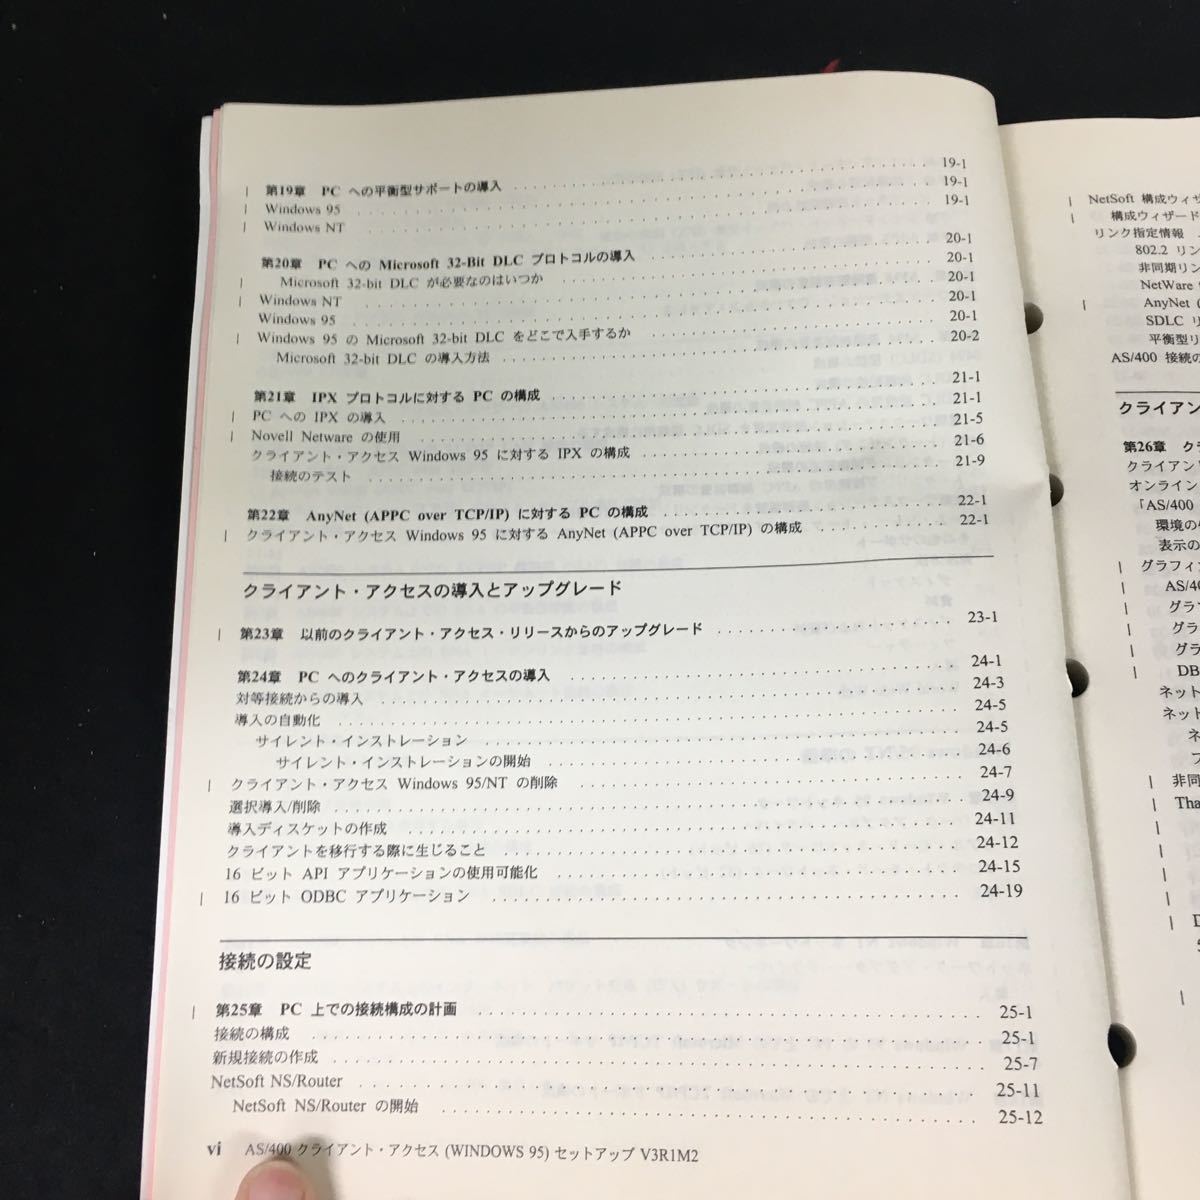 第19章 PC への平衡型サポートの導入 19-1
Windows 95 19-1
Windows NT 19-1
第20章 PC への Microsoft 32-Bit DLC プロトコルの導入 20-1
Microsoft 32-bit DLC が必要なのはいつか 20-1
Windows NT 20-1
Windows 95 20-1
Windows 95 の Microsoft 32-bit DLC をどこで入手するか 20-1
Microsoft 32-bit DLC の導入方法 20-2
第21章 IPX プロトコルに対する PC の構成 21-1
PC への IPX の導入 21-1
Novell Netware の使用 21-5
クライアント・アクセス Windows 95 に対する IPX の構成 21-6
接続のテスト 21-9
第22章 AnyNet (APPC over TCP/IP) に対する PC の構成 22-1
クライアント・アクセス Windows 95 に対する AnyNet (APPC over TCP/IP) の構成 22-1
クライアント・アクセスの導入とアップグレード
第23章 以前のクライアント・アクセス・リリースからのアップグレード 23-1
第24章 PC へのクライアント・アクセスの導入 24-1
対等接続からの導入 24-3
導入の自動化 24-5
サイレント・インストレーション 24-5
サイレント・インストレーションの開始 24-6
クライアント・アクセス Windows 95/NT の削除 24-7
選択導入/削除 24-9
導入ディスケットの作成 24-11
クライアントを移行する際に生じること 24-12
16 ビット API アプリケーションの使用可能化 24-15
16 ビット ODBC アプリケーション 24-19
接続の設定
第25章 PC 上での接続構成の計画 25-1
接続の構成 25-1
新規接続の作成 25-7
NetSoft NS/Router 25-11
NetSoft NS/Router の開始 25-12
vi AS/400 クライアント・アクセス (WINDOWS 95) セットアップ V3R1M2
NetSoft 構成ウィザ
構成ウィザード
リンク指定情報
802.2 リン
非同期リン
NetWare
AnyNet (
SDLC リ
平衡型リ
AS/400 接続の
クライアン
第26章 ク
クライアン
オンライン
「AS/400
環境の
表示の
グラフィ
AS/40
グラフ
グラ
グラ
DB
ネット
ネット
ネ
フ
非同
Tha
D